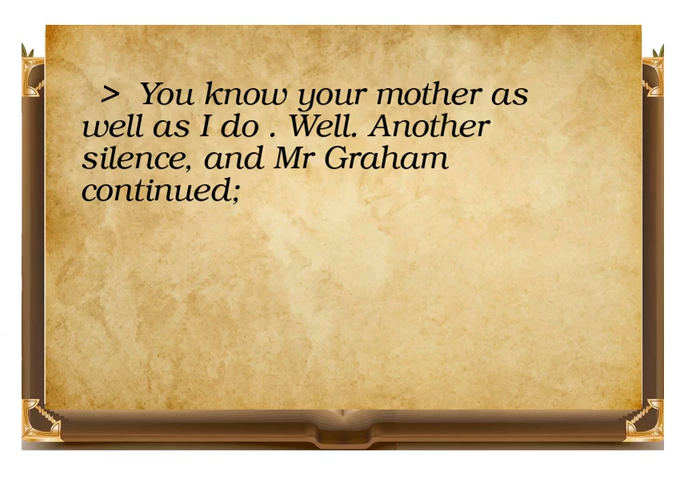 > You know your mother as
well as I do . Well. Another
silence, and Mr Graham
continued;